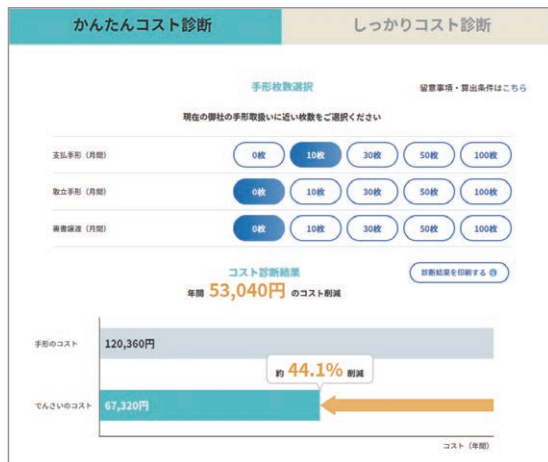 かんたんコスト診断 しっかりコスト診断
手形枚数選択 留意事項・算出条件はこちら
現在の御社の手形取扱いに近い枚数をご選択ください
支払手形（月間） 0枚 10枚 30枚 50枚 100枚
取立手形（月間） 0枚 10枚 30枚 50枚 100枚
裏書譲渡（月間） 0枚 10枚 30枚 50枚 100枚
コスト診断結果 診断結果を印刷する
年間 53,040円 のコスト削減
手形のコスト 120,360円
約 44.1% 削減
でんさいのコスト 67,320円
コスト（年間）